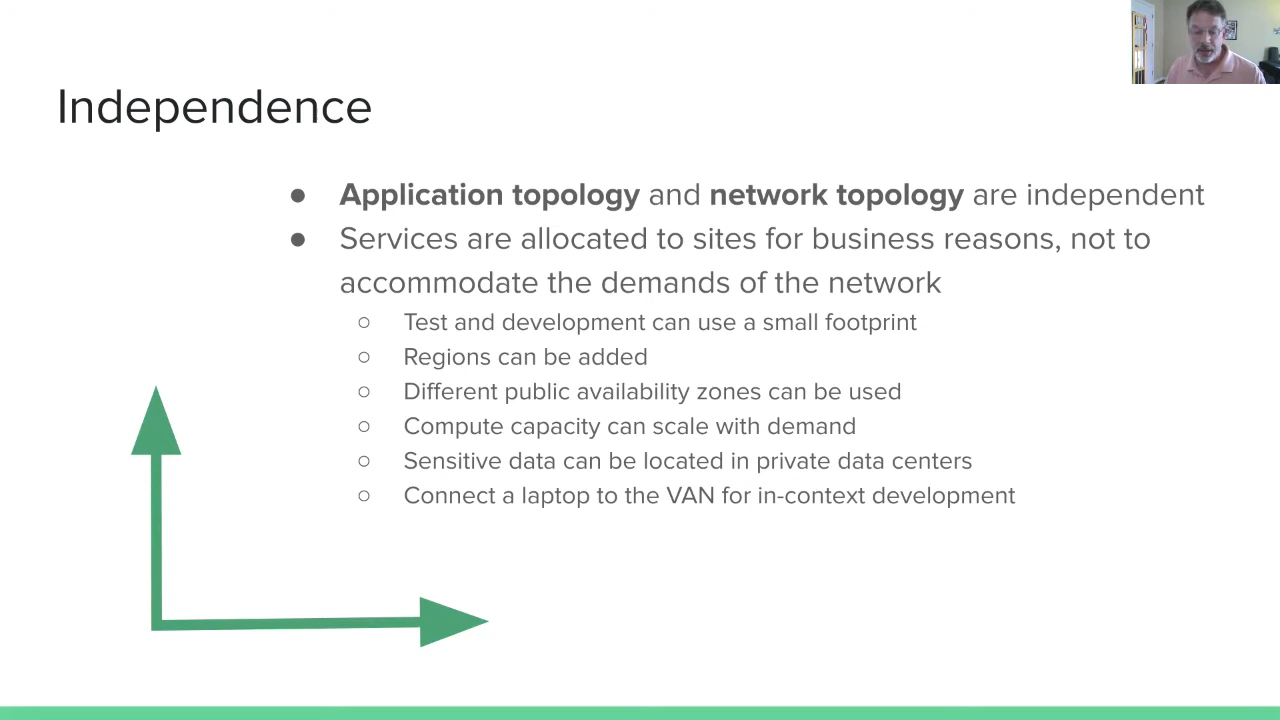 Independence
● Application topology and network topology are independent
● Services are allocated to sites for business reasons, not to
accommodate the demands of the network
○ Test and development can use a small footprint
○ Regions can be added
○ Different public availability zones can be used
○ Compute capacity can scale with demand
○ Sensitive data can be located in private data centers
○ Connect a laptop to the VAN for in-context development